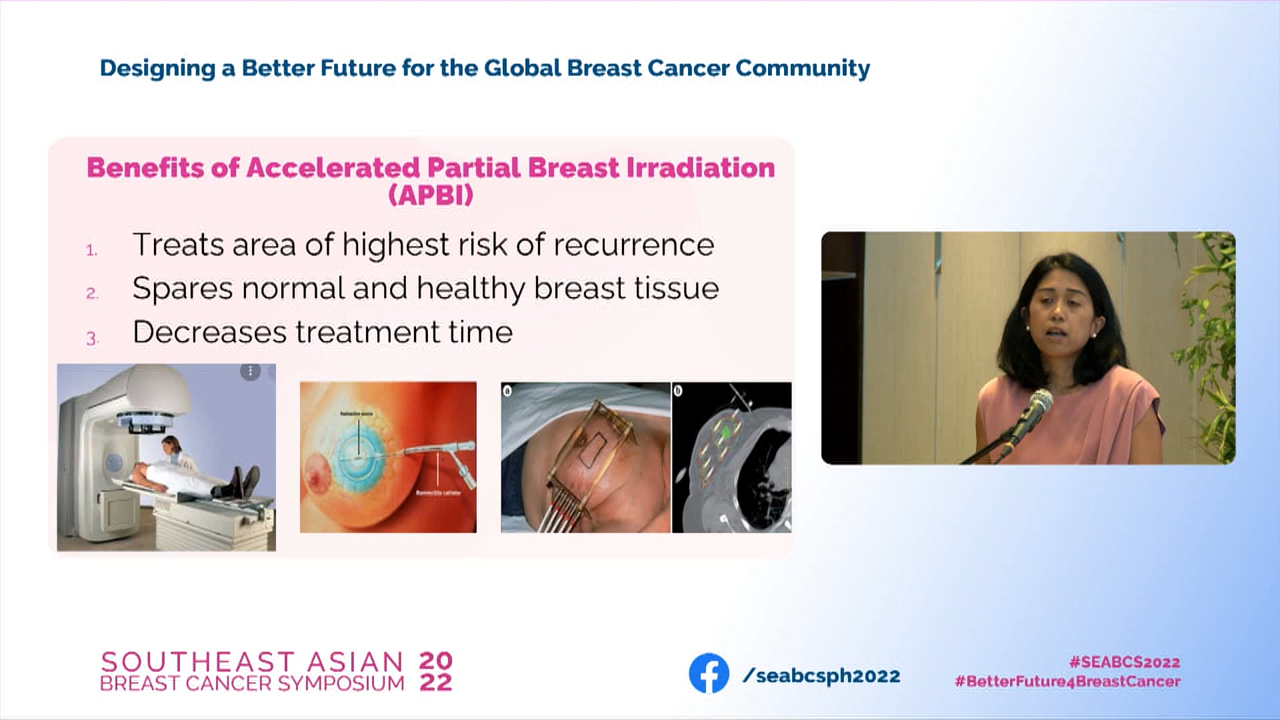 Designing a Better Future for the Global Breast Cancer Community
Benefits of Accelerated Partial Breast Irradiation
(APBI)
1. Treats area of highest risk of recurrence
2. Spares normal and healthy breast tissue
3. Decreases treatment time
Radioactive source
a
b
SOUTHEAST ASIAN 20
BREAST CANCER SYMPOSIUM 22
/seabcsph2022
#SEABCS2022
#BetterFuture4BreastCancer